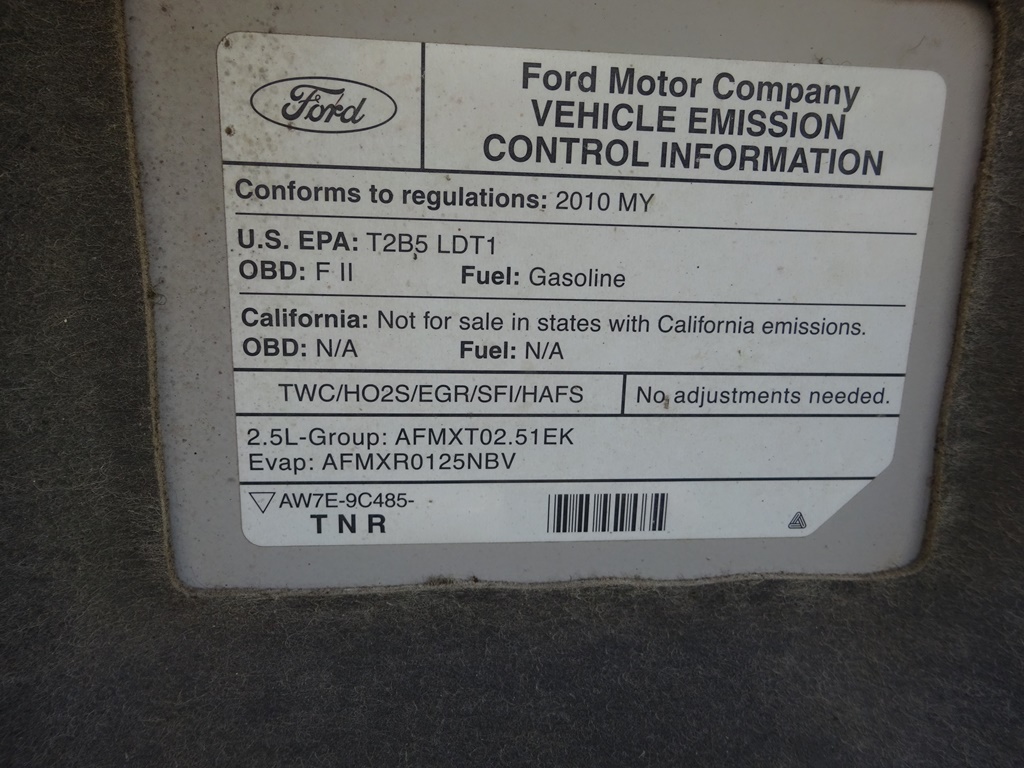 Ford
Ford Motor Company
VEHICLE EMISSION
CONTROL INFORMATION
Conforms to regulations: 2010 MY
U.S. EPA: T2B5 LDT1
OBD: F II Fuel: Gasoline
California: Not for sale in states with California emissions.
OBD: N/A Fuel: N/A
TWC/HO2S/EGR/SFI/HAFS No adjustments needed.
2.5L-Group: AFMXT02.51EK
Evap: AFMXR0125NBV
AW7E-9C485-
TNR